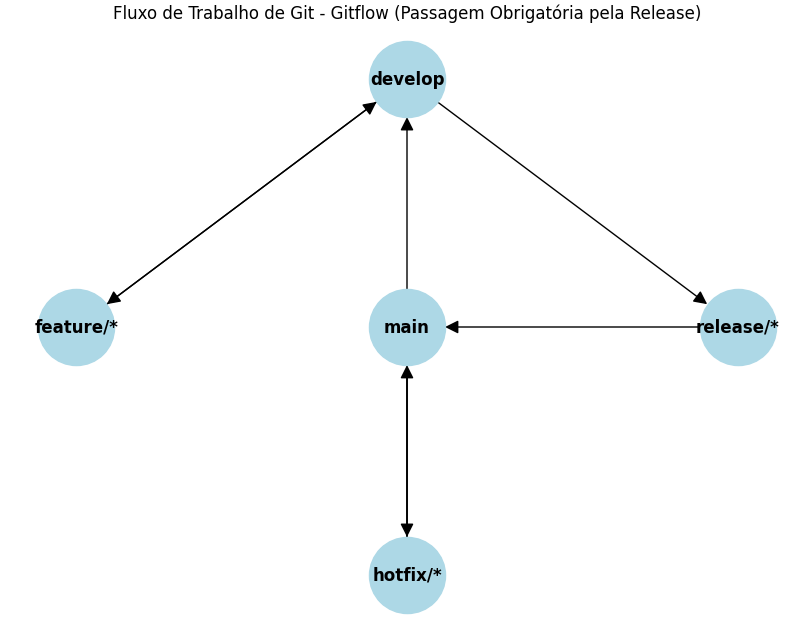 Fluxo de Trabalho de Git - Gitflow (Passagem Obrigatória pela Release)
develop
feature/*
main
release/*
hotfix/*